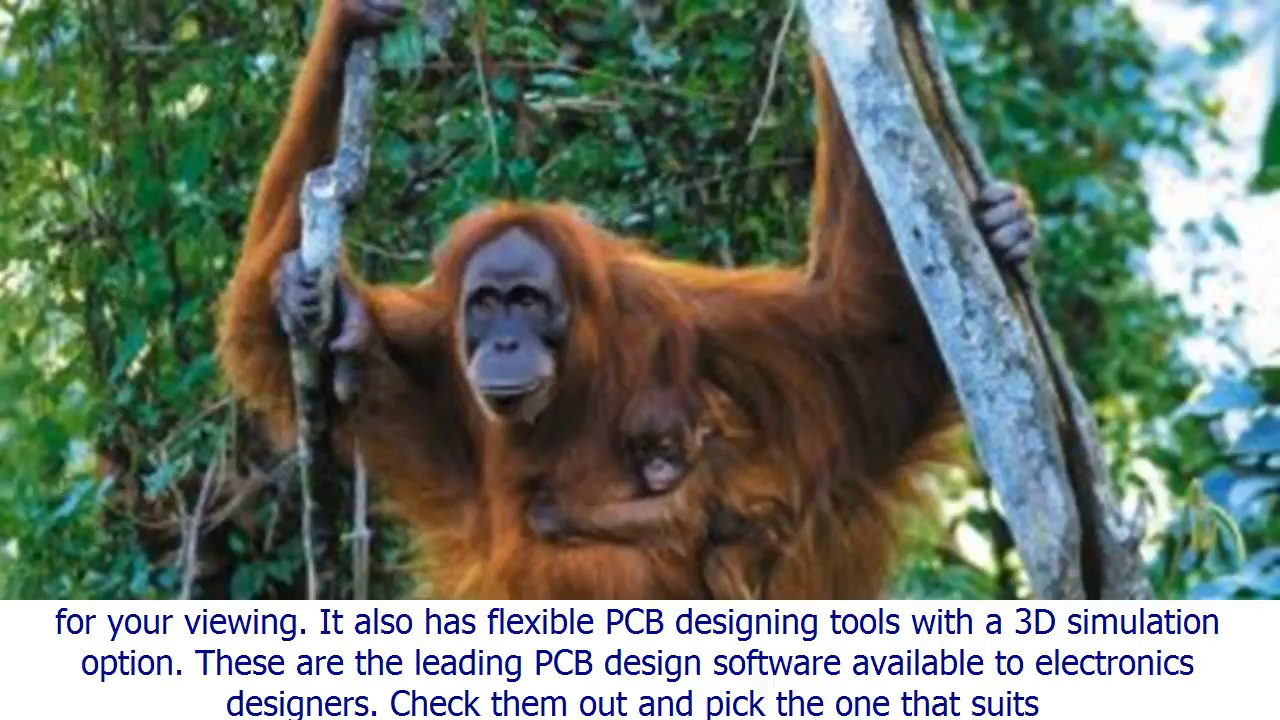 for your viewing. It also has flexible PCB designing tools with a 3D simulation
option. These are the leading PCB design software available to electronics
designers. Check them out and pick the one that suits